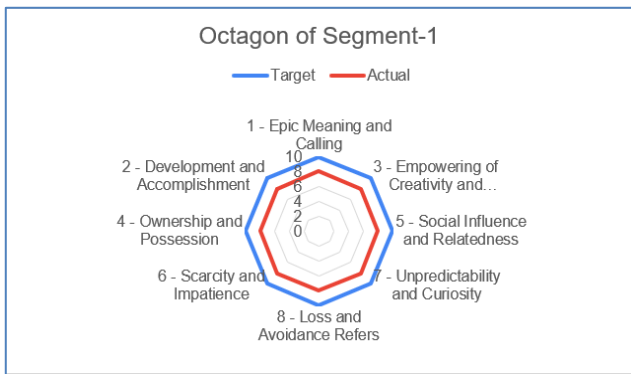 Octagon of Segment-1
Target Actual
1 - Epic Meaning and
Calling
2 - Development and
Accomplishment
3 - Empowering of
Creativity and...
4 - Ownership and
Possession
5 - Social Influence
and Relatedness
6 - Scarcity and
Impatience
7 - Unpredictability
and Curiosity
8 - Loss and
Avoidance Refers
10
8
6
4
2
0